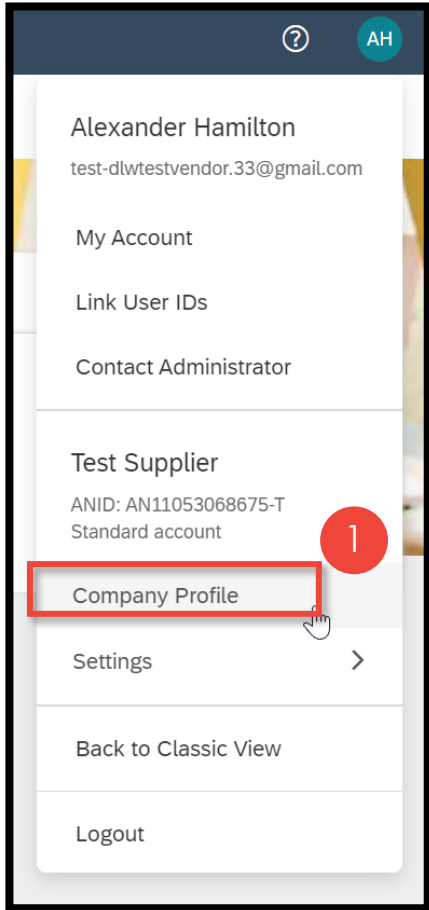 ?
AH
Alexander Hamilton
test-dlwtestvendor.33@gmail.com
My Account
Link User IDs
Contact Administrator
Test Supplier
ANID: AN11053068675-T
Standard account
1
Company Profile
Settings
Back to Classic View
Logout